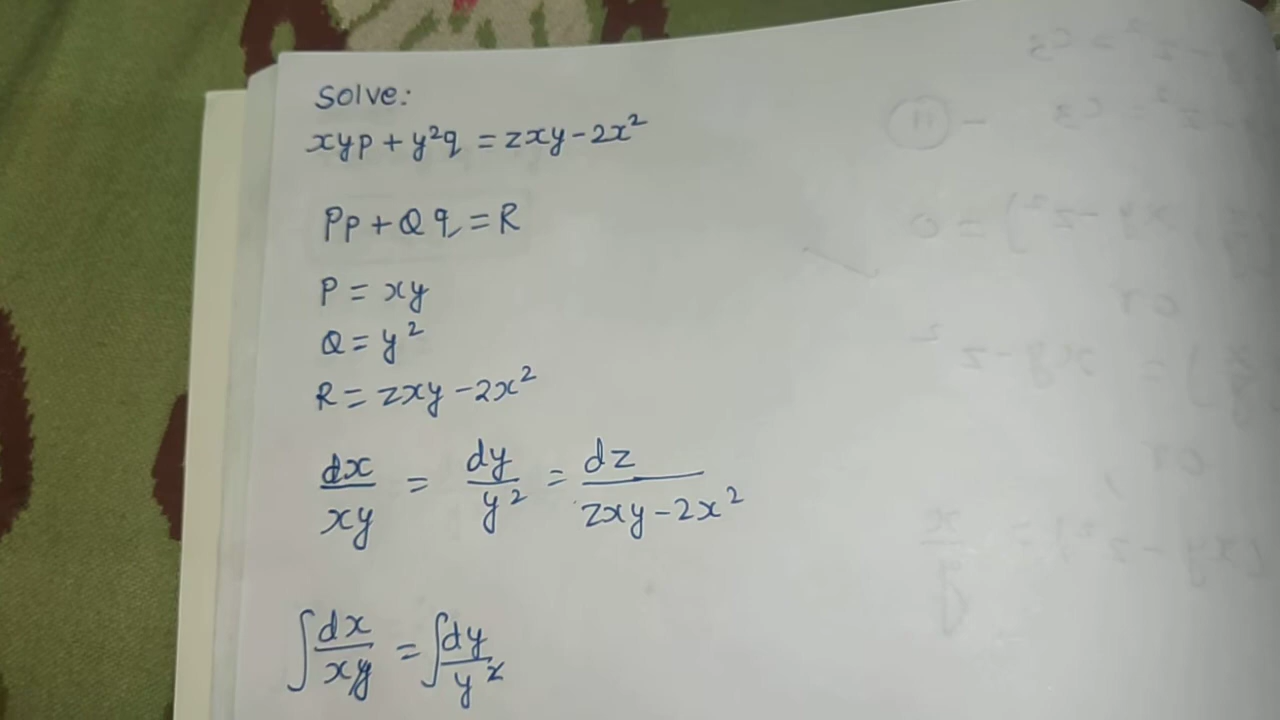 Solve:
xyp + y²q = zxy - 2x²
Pp + Qq = R
P = xy
Q = y²
R = zxy - 2x²
dx/xy = dy/y² = dz/zxy - 2x²
∫dx/xy = ∫dy/y²